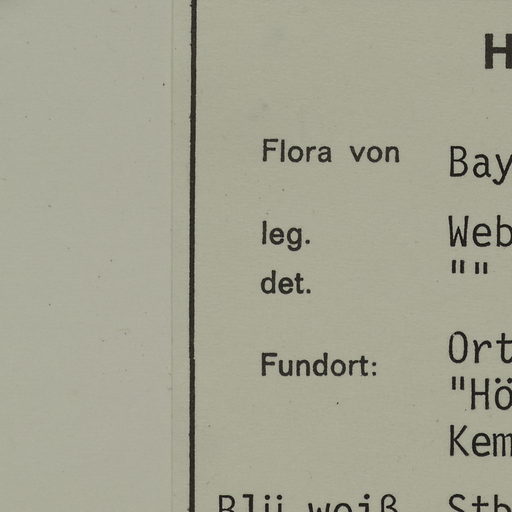 H
Flora von Bay
leg. Web
det. ""
Ort
Fundort: "Hö
Kem
Blü weiß Stb